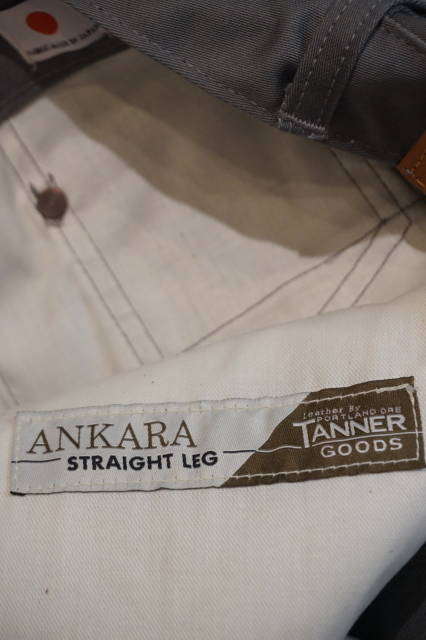 ANKARA
STRAIGHT LEG
Leather By
PORTLAND ORE
TANNER
GOODS